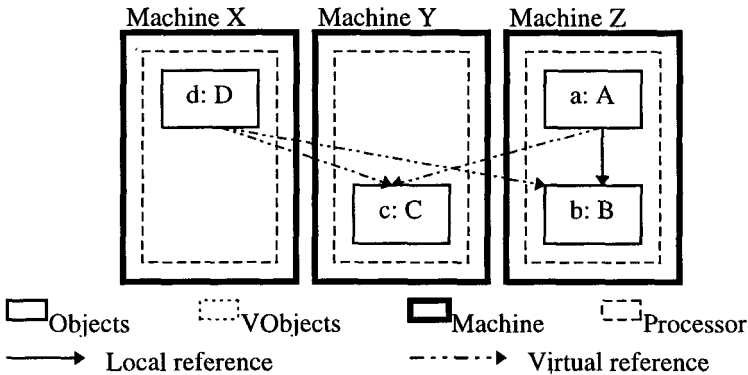 Machine X Machine Y Machine Z
d: D a: A
c: C b: B
Objects VObjects Machine Processor
Local reference Virtual reference